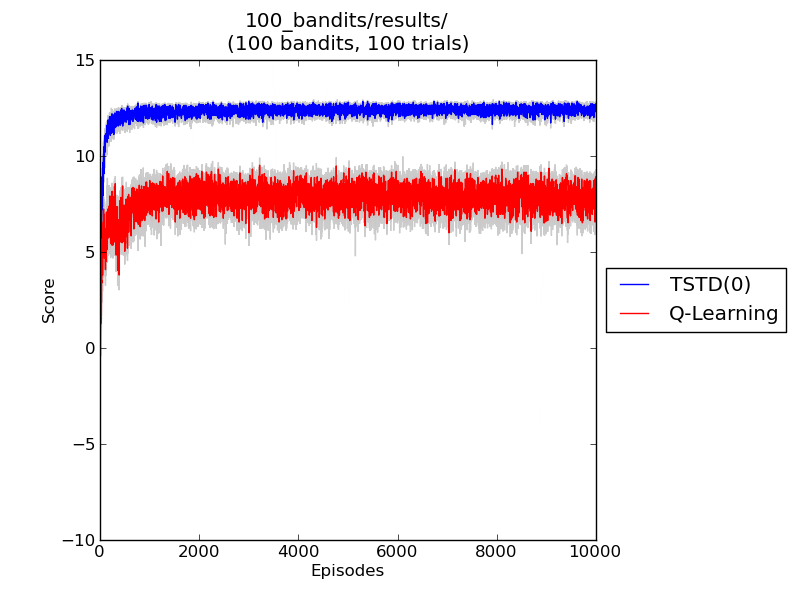 100_bandits/results/
(100 bandits, 100 trials)
15
10
5
0
−5
−10
Score
0
2000
4000
6000
8000
10000
Episodes
TSTD(0)
Q-Learning